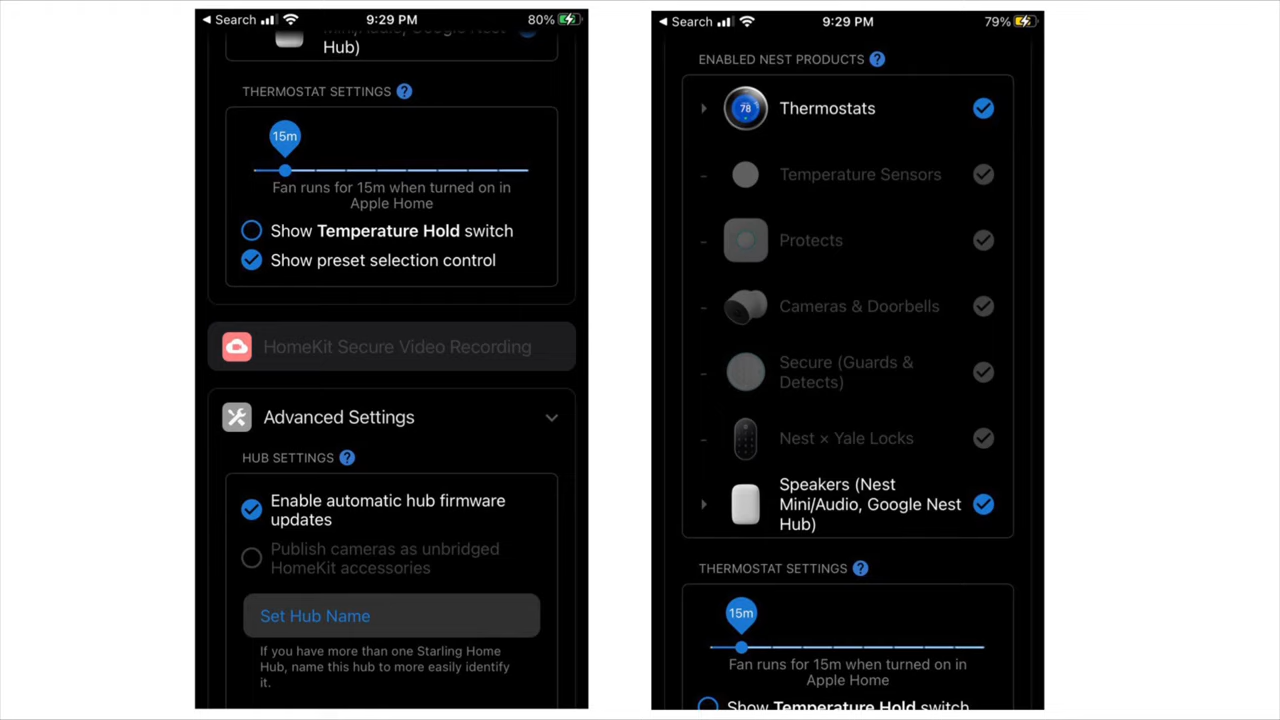 Search
9:29 PM
80%
Mini/Audio, Google Nest
Hub)
THERMOSTAT SETTINGS ?
15m
Fan runs for 15m when turned on in
Apple Home
Show Temperature Hold switch
Show preset selection control
HomeKit Secure Video Recording
Advanced Settings
HUB SETTINGS ?
Enable automatic hub firmware
updates
Publish cameras as unbridged
HomeKit accessories
Set Hub Name
If you have more than one Starling Home
Hub, name this hub to more easily identify
it.
Search
9:29 PM
79%
ENABLED NEST PRODUCTS ?
78
Thermostats
Temperature Sensors
Protects
Cameras & Doorbells
Secure (Guards &
Detects)
Nest × Yale Locks
Speakers (Nest
Mini/Audio, Google Nest
Hub)
THERMOSTAT SETTINGS ?
15m
Fan runs for 15m when turned on in
Apple Home
Show Temperature Hold switch